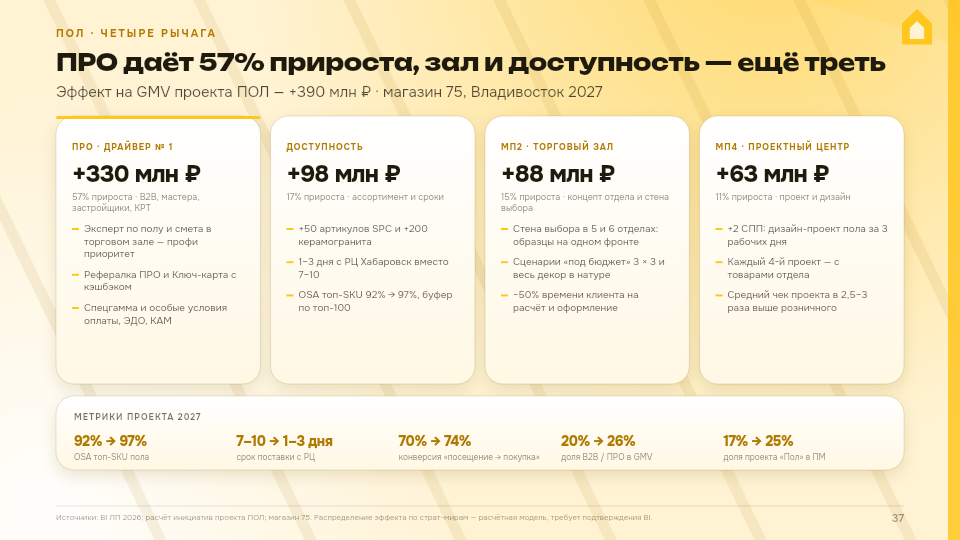 ПОЛ · ЧЕТЫРЕ РЫЧАГА
ПРО даёт 57% прироста, зал и доступность — ещё треть
Эффект на GMV проекта ПОЛ — +390 млн ₽ · магазин 75, Владивосток 2027
ПРО · ДРАЙВЕР № 1
+330 млн ₽
57% прироста · B2B, мастера,
застройщики, КРТ
Эксперт по полу и смета в
торговом зале — профи
приоритет
Рефералка ПРО и Ключ-карта с
кэшбэком
Спецгамма и особые условия
оплаты, ЭДО, КАМ
ДОСТУПНОСТЬ
+98 млн ₽
17% прироста · ассортимент и сроки
+50 артикулов SPC и +200
керамогранита
1–3 дня с РЦ Хабаровск вместо
7–10
OSA топ-SKU 92% → 97%, буфер
по топ-100
МП2 · ТОРГОВЫЙ ЗАЛ
+88 млн ₽
15% прироста · концепт отдела и стена
выбора
Стена выбора в 5 и 6 отделах:
образцы на одном фронте
Сценарии «под бюджет» 3 × 3 и
весь декор в натуре
−50% времени клиента на
расчёт и оформление
МП4 · ПРОЕКТНЫЙ ЦЕНТР
+63 млн ₽
11% прироста · проект и дизайн
+2 СПП: дизайн-проект пола за 3
рабочих дня
Каждый 4-й проект — с
товарами отдела
Средний чек проекта в 2,5–3
раза выше розничного
МЕТРИКИ ПРОЕКТА 2027
92% → 97%
OSA топ-SKU пола
7–10 → 1–3 дня
срок поставки с РЦ
70% → 74%
конверсия «посещение → покупка»
20% → 26%
доля B2B / ПРО в GMV
17% → 25%
доля проекта «Пол» в ПМ
Источники: BI ЛП 2026; расчёт инициатив проекта ПОЛ; магазин 75. Распределение эффекта по страт-мирам — расчётная модель, требует подтверждения BI.
37